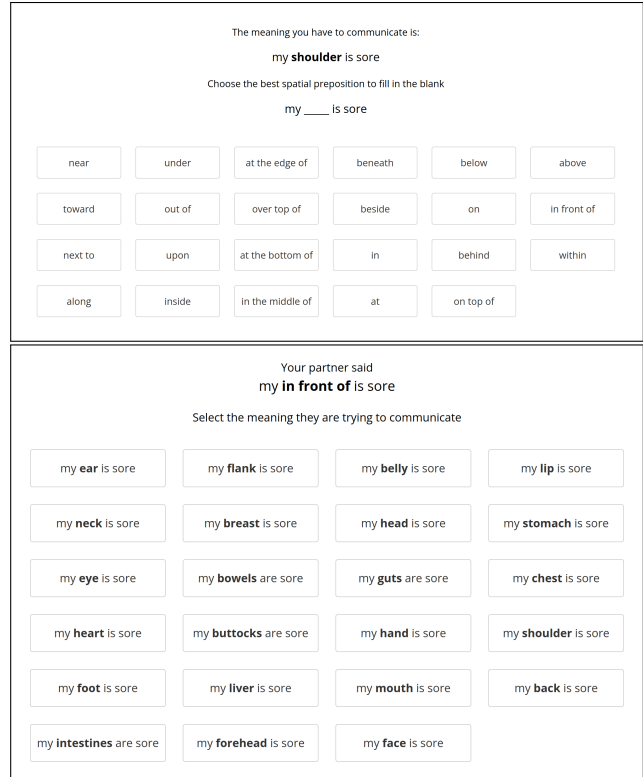 The meaning you have to communicate is:
my shoulder is sore
Choose the best spatial preposition to fill in the blank
my _____ is sore
near under at the edge of beneath below above
toward out of over top of beside on in front of
next to upon at the bottom of in behind within
along inside in the middle of at on top of
Your partner said
my in front of is sore
Select the meaning they are trying to communicate
my ear is sore my flank is sore my belly is sore my lip is sore
my neck is sore my breast is sore my head is sore my stomach is sore
my eye is sore my bowels are sore my guts are sore my chest is sore
my heart is sore my buttocks are sore my hand is sore my shoulder is sore
my foot is sore my liver is sore my mouth is sore my back is sore
my intestines are sore my forehead is sore my face is sore